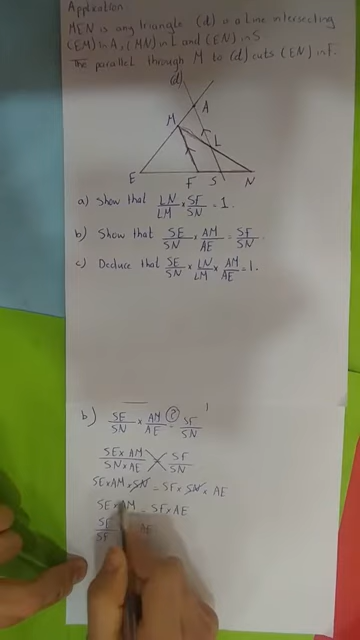 Application
MEN is any triangle (d) is a line intersecting
(EM) in A, (MN) in L and (EN) in S
The parallel through M to (d) cuts (EN) in F.
(d)
A
M
L
E F S N
a) Show that LN/LM × SF/SN = 1.
b) Show that SE/SN × AM/AE = SF/SN.
c) Deduce that SE/SN × LN/LM × AM/AE = 1.
b) SE/SN × AM/AE (?) = SF/SN
SE×AM/SN×AE SF/SN
SE×AM×SN = SF×SN×AE
SE×AM = SF×AE
SE/SF AE